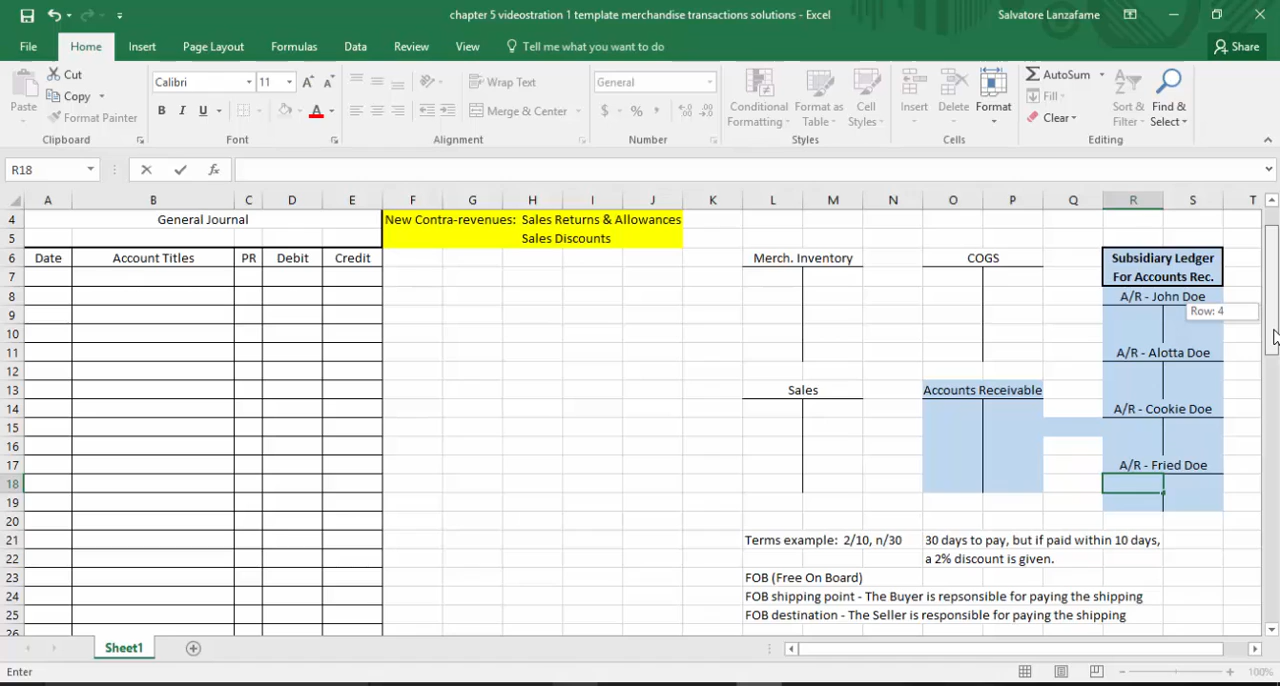 chapter 5 videostration 1 template merchandise transactions solutions - Excel
Salvatore Lanzafame
File Home Insert Page Layout Formulas Data Review View Tell me what you want to do Share
Paste
Cut
Copy
Format Painter
Clipboard
Calibri 11
B I U
Font
Wrap Text
Merge & Center
Alignment
General
$ % ,
Number
Conditional Formatting
Format as Table
Cell Styles
Styles
Insert
Delete
Format
Cells
AutoSum
Fill
Clear
Sort & Filter
Find & Select
Editing
R18
fx
A B C D E F G H I J K L M N O P Q R S T
4 General Journal New Contra-revenues: Sales Returns & Allowances
5 Sales Discounts
6 Date Account Titles PR Debit Credit Merch. Inventory COGS Subsidiary Ledger
7 For Accounts Rec.
8 A/R - John Doe
9 Row: 4
10
11 A/R - Alotta Doe
12
13 Sales Accounts Receivable
14 A/R - Cookie Doe
15
16
17 A/R - Fried Doe
18
19
20
21 Terms example: 2/10, n/30 30 days to pay, but if paid within 10 days,
22 a 2% discount is given.
23 FOB (Free On Board)
24 FOB shipping point - The Buyer is repsonsible for paying the shipping
25 FOB destination - The Seller is responsible for paying the shipping
26
Sheet1
Enter
100%